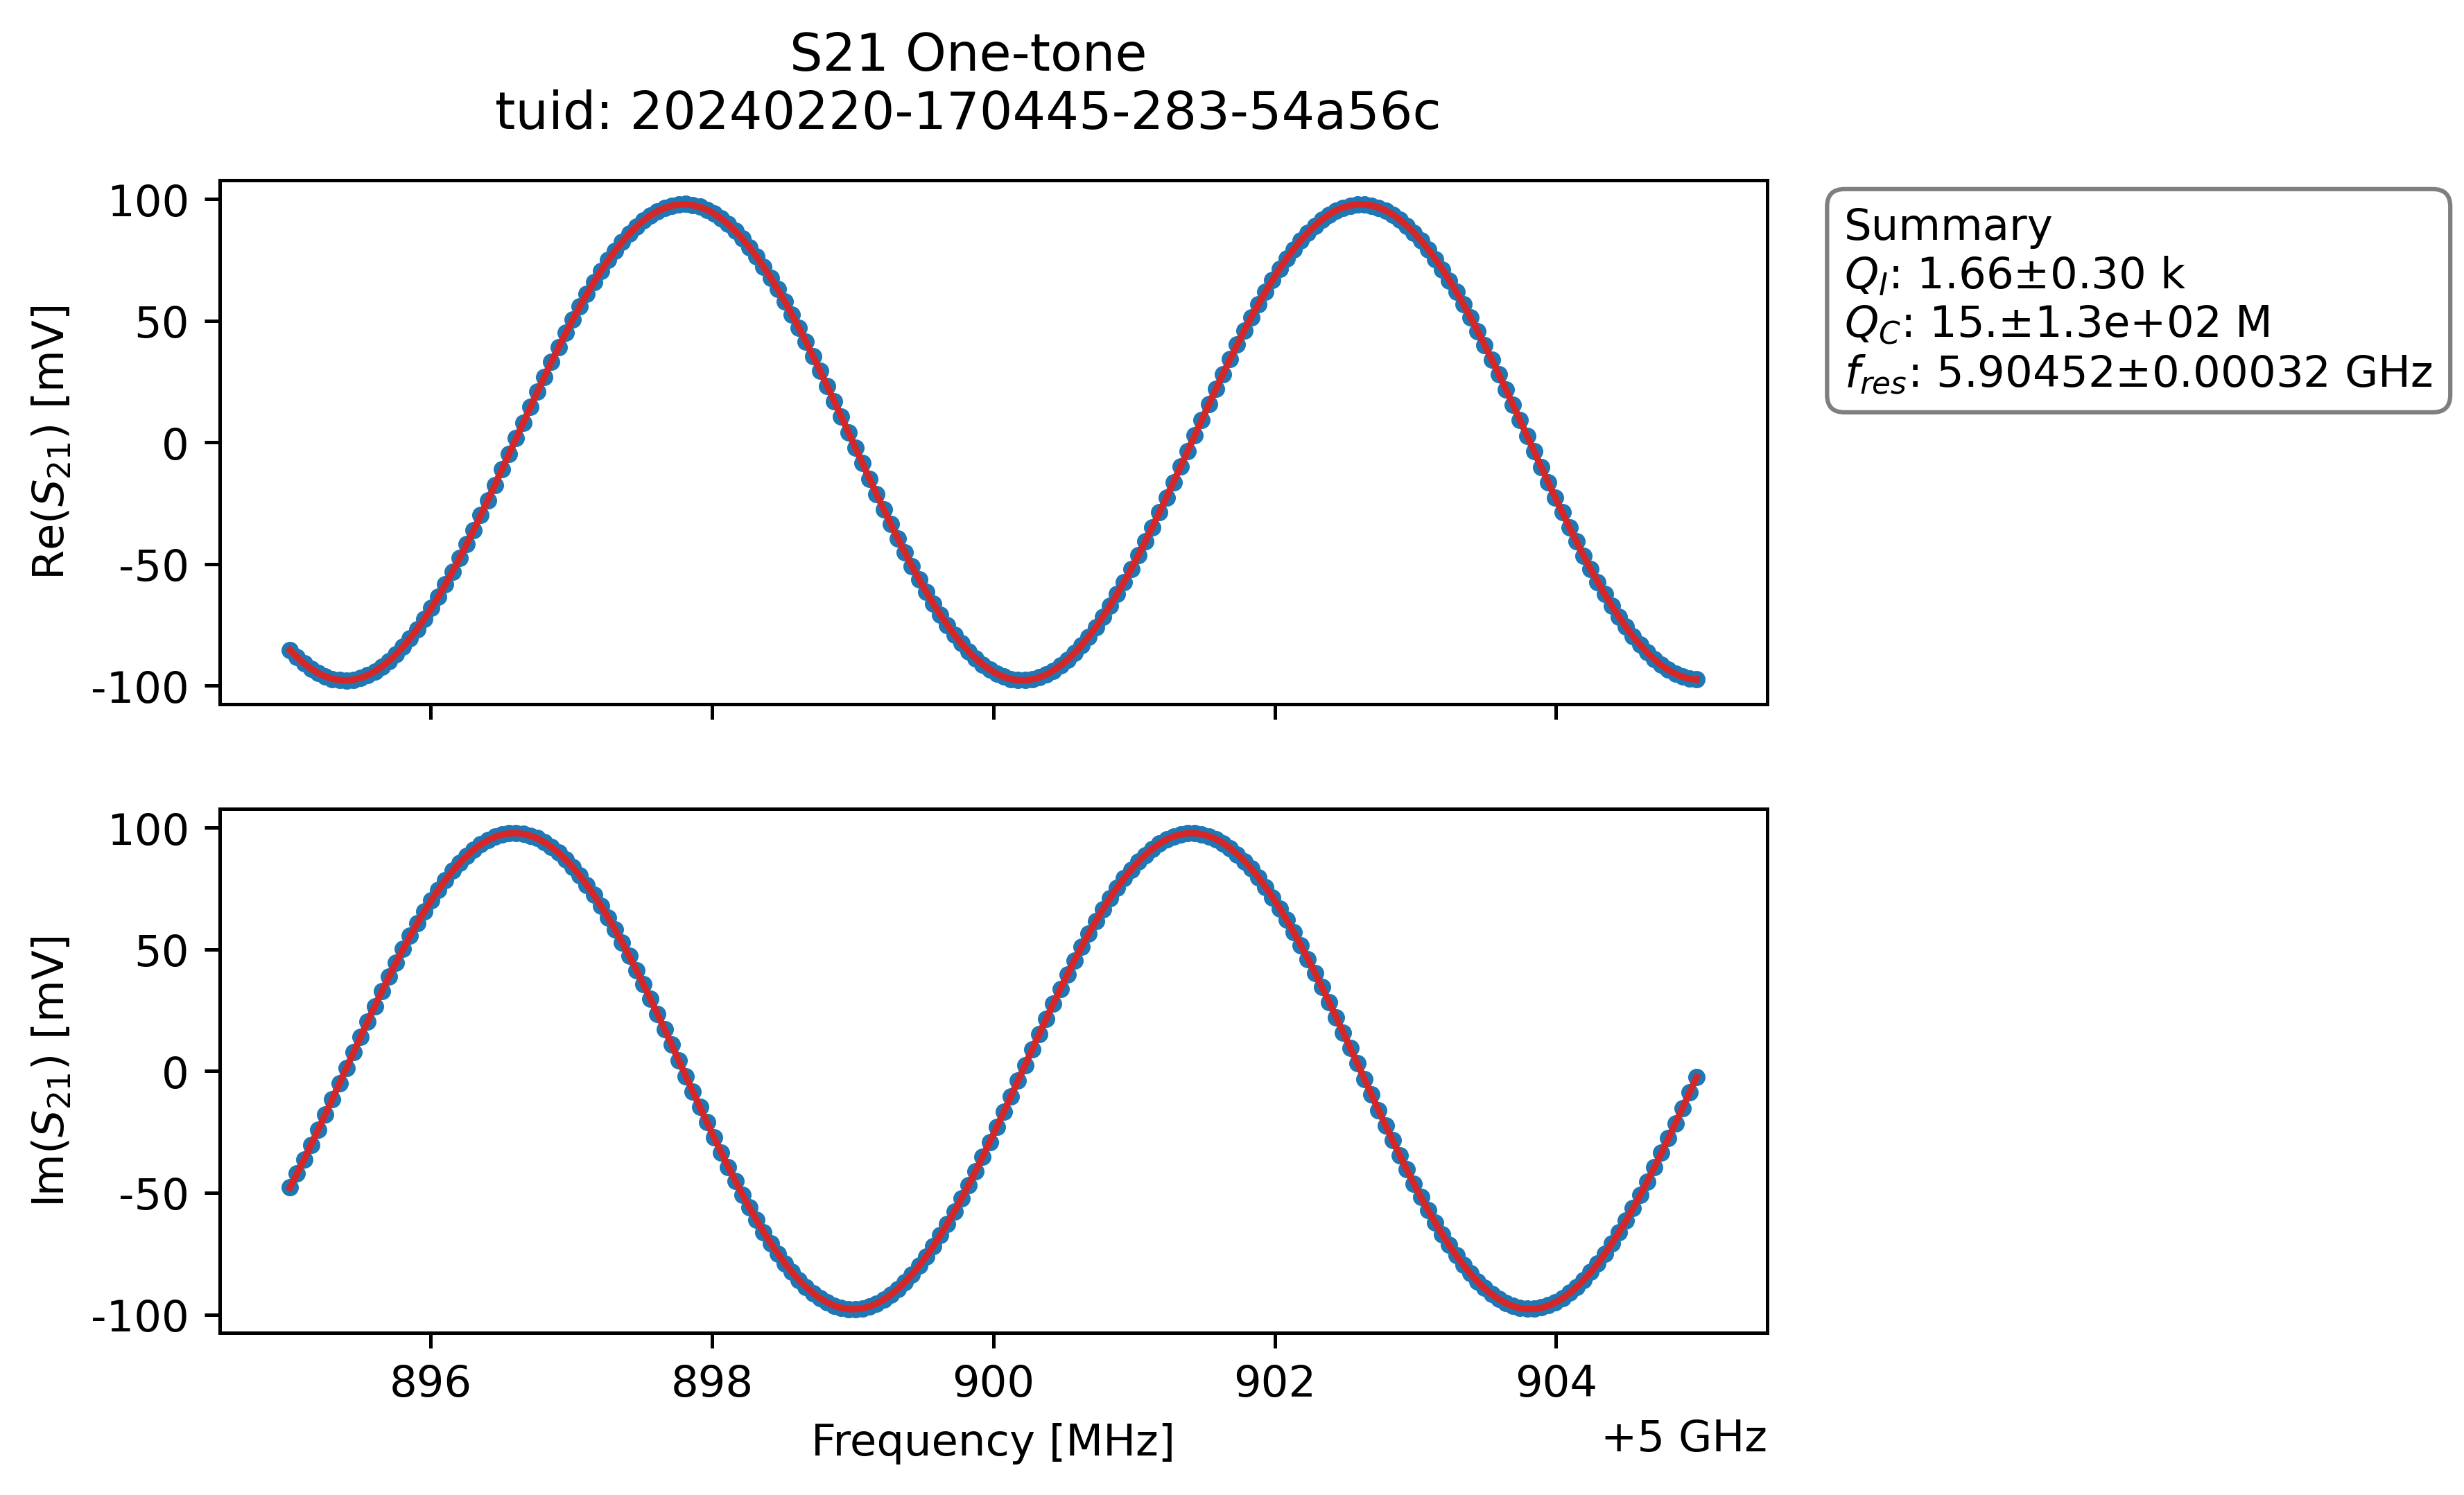 S21 One-tone
tuid: 20240220-170445-283-54a56c
100
50
0
-50
-100
Re(S21) [mV]
Summary
QI: 1.66±0.30 k
QC: 15.±1.3e+02 M
fres: 5.90452±0.00032 GHz
100
50
0
-50
-100
Im(S21) [mV]
896 898 900 902 904
Frequency [MHz]
+5 GHz